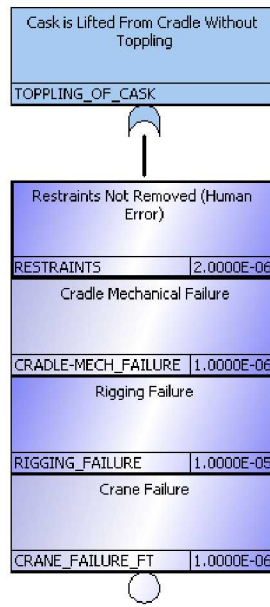 Cask is Lifted From Cradle Without
Toppling
TOPPLING_OF_CASK
Restraints Not Removed (Human
Error)
RESTRAINTS 2.0000E-06
Cradle Mechanical Failure
CRADLE-MECH_FAILURE 1.0000E-06
Rigging Failure
RIGGING_FAILURE 1.0000E-05
Crane Failure
CRANE_FAILURE_FT 1.0000E-06